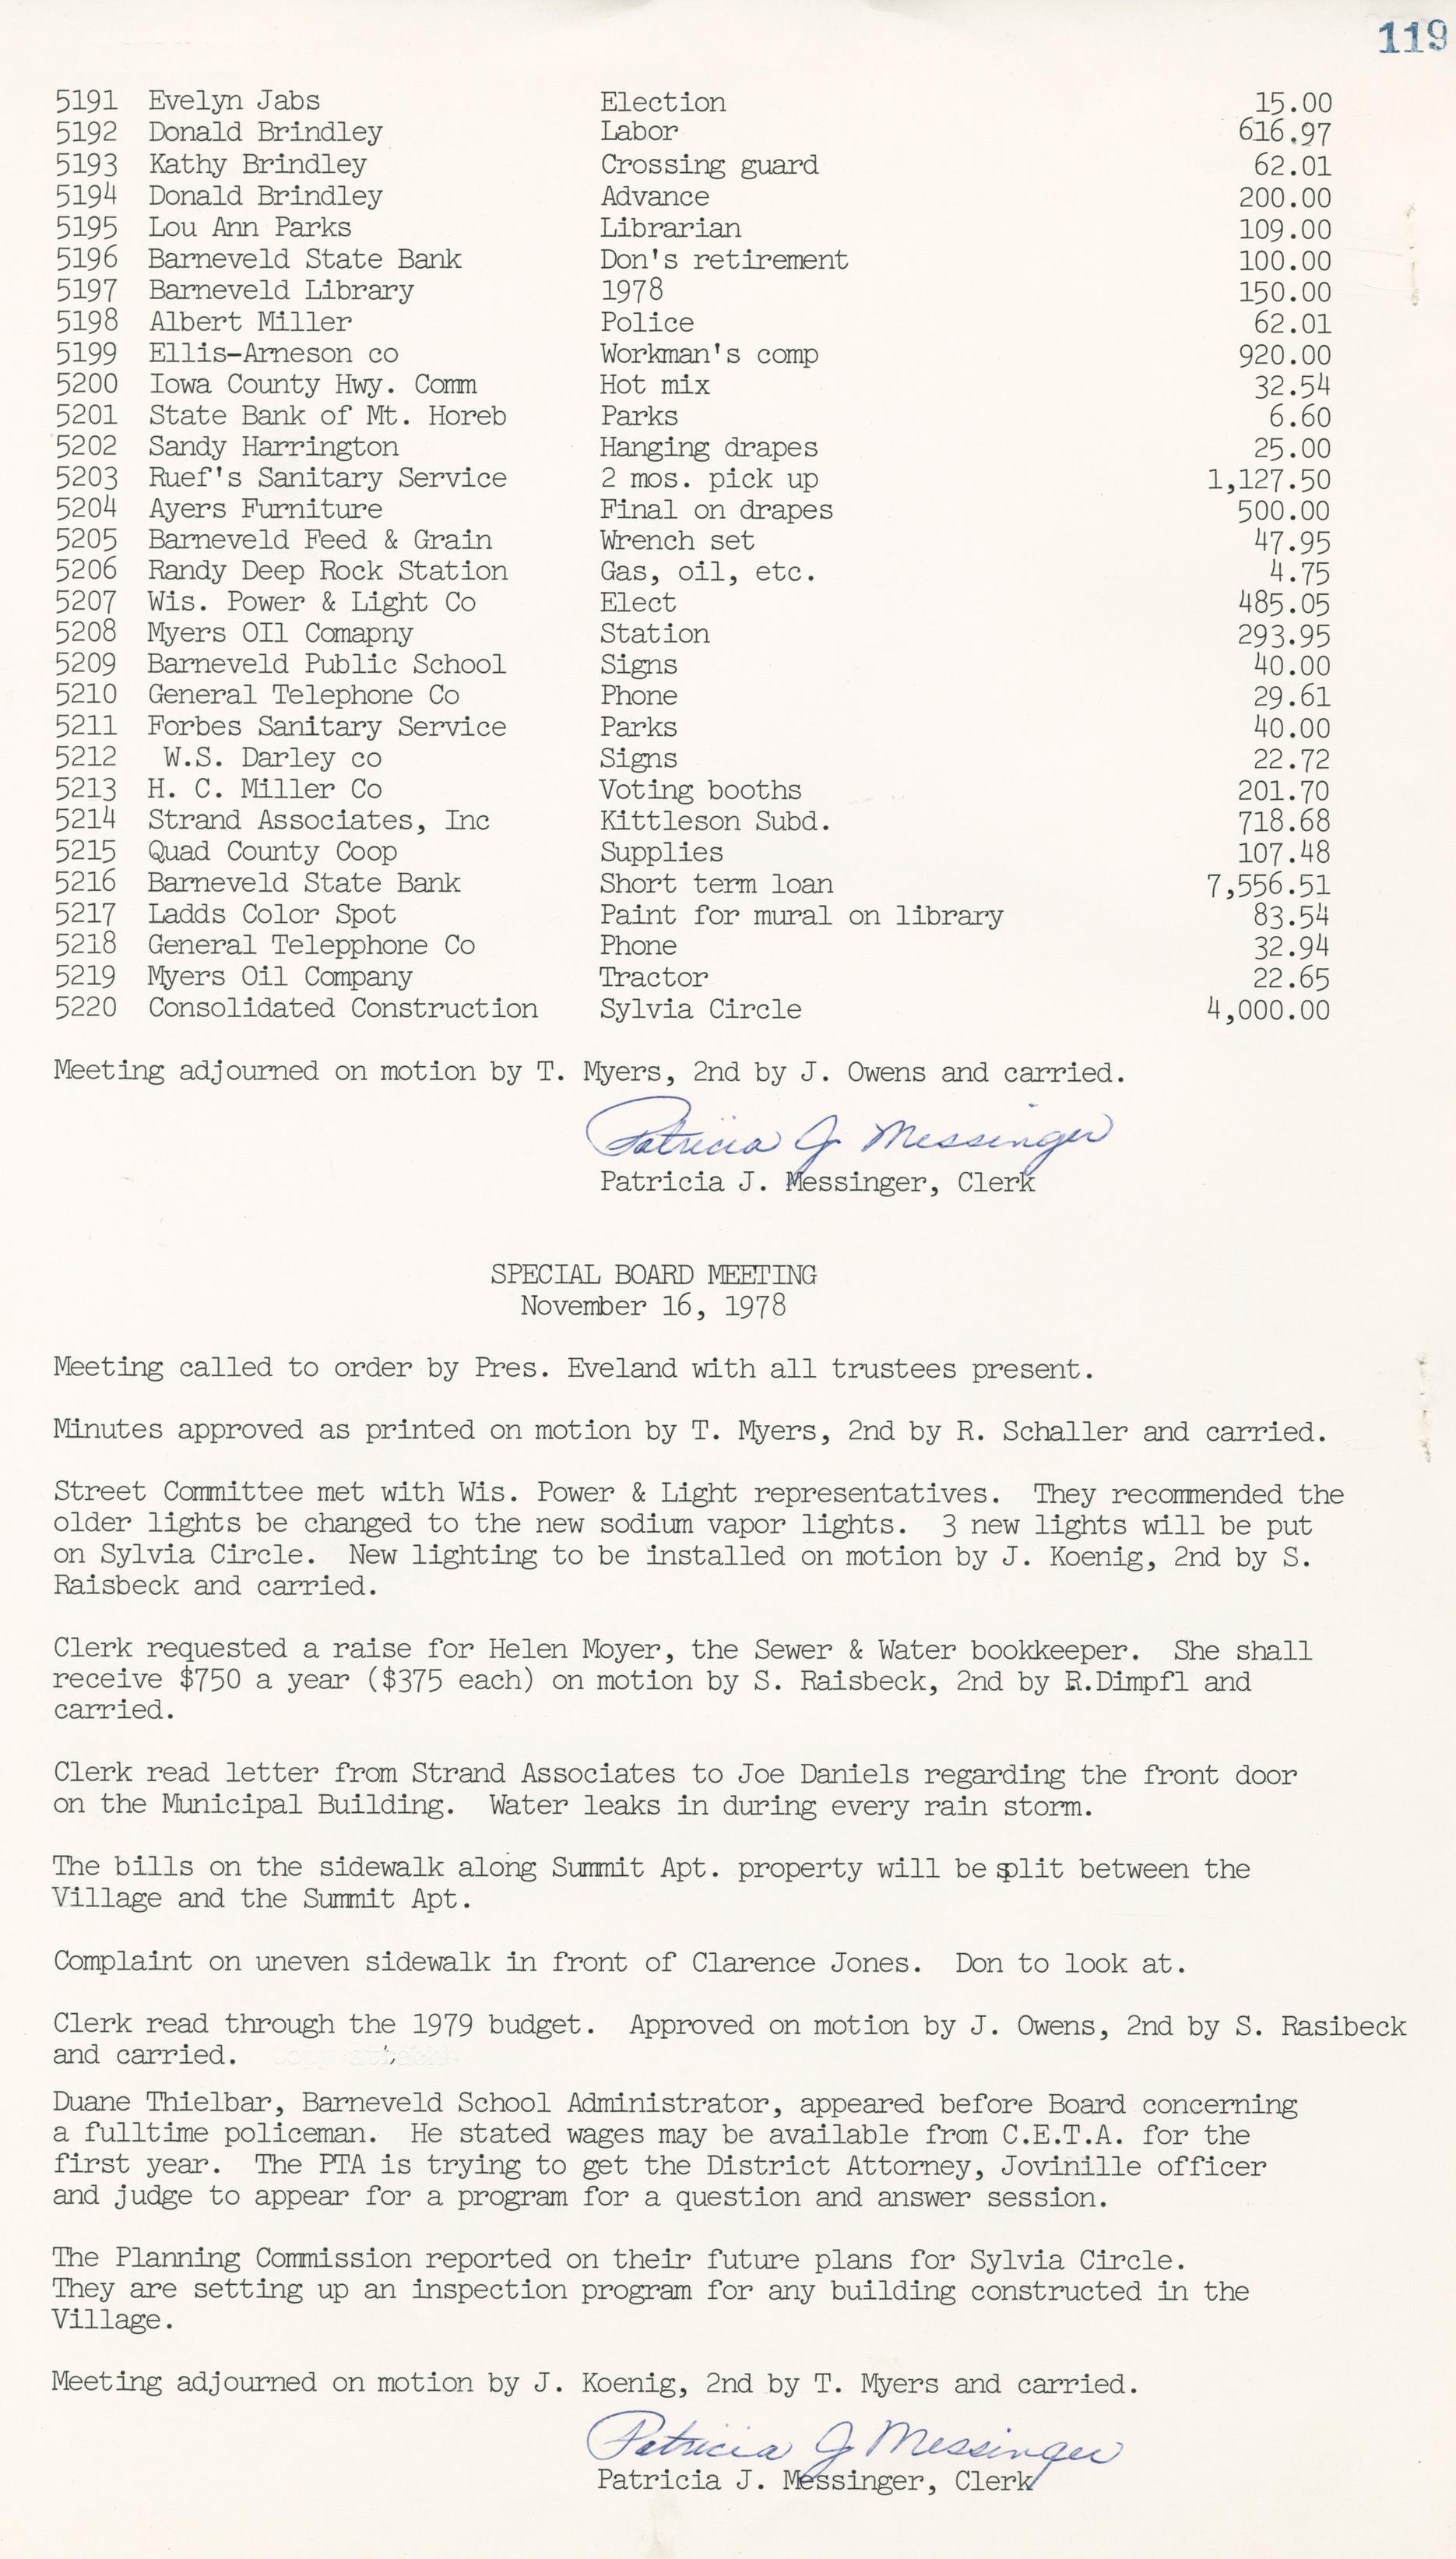 119
5191 Evelyn Jabs Election 15.00
5192 Donald Brindley Labor 616.97
5193 Kathy Brindley Crossing guard 62.01
5194 Donald Brindley Advance 200.00
5195 Lou Ann Parks Librarian 109.00
5196 Barneveld State Bank Don's retirement 100.00
5197 Barneveld Library 1978 150.00
5198 Albert Miller Police 62.01
5199 Ellis-Arneson co Workman's comp 920.00
5200 Iowa County Hwy. Comm Hot mix 32.54
5201 State Bank of Mt. Horeb Parks 6.60
5202 Sandy Harrington Hanging drapes 25.00
5203 Ruef's Sanitary Service 2 mos. pick up 1,127.50
5204 Ayers Furniture Final on drapes 500.00
5205 Barneveld Feed & Grain Wrench set 47.95
5206 Randy Deep Rock Station Gas, oil, etc. 4.75
5207 Wis. Power & Light Co Elect 485.05
5208 Myers OIl Comapny Station 293.95
5209 Barneveld Public School Signs 40.00
5210 General Telephone Co Phone 29.61
5211 Forbes Sanitary Service Parks 40.00
5212 W.S. Darley co Signs 22.72
5213 H. C. Miller Co Voting booths 201.70
5214 Strand Associates, Inc Kittleson Subd. 718.68
5215 Quad County Coop Supplies 107.48
5216 Barneveld State Bank Short term loan 7,556.51
5217 Ladds Color Spot Paint for mural on library 83.54
5218 General Telepphone Co Phone 32.94
5219 Myers Oil Company Tractor 22.65
5220 Consolidated Construction Sylvia Circle 4,000.00
Meeting adjourned on motion by T. Myers, 2nd by J. Owens and carried.
Patricia J Messinger
Patricia J. Messinger, Clerk
SPECIAL BOARD MEETING
November 16, 1978
Meeting called to order by Pres. Eveland with all trustees present.
Minutes approved as printed on motion by T. Myers, 2nd by R. Schaller and carried.
Street Committee met with Wis. Power & Light representatives. They recommended the
older lights be changed to the new sodium vapor lights. 3 new lights will be put
on Sylvia Circle. New lighting to be installed on motion by J. Koenig, 2nd by S.
Raisbeck and carried.
Clerk requested a raise for Helen Moyer, the Sewer & Water bookkeeper. She shall
receive $750 a year ($375 each) on motion by S. Raisbeck, 2nd by R.Dimpfl and
carried.
Clerk read letter from Strand Associates to Joe Daniels regarding the front door
on the Municipal Building. Water leaks in during every rain storm.
The bills on the sidewalk along Summit Apt. property will be split between the
Village and the Summit Apt.
Complaint on uneven sidewalk in front of Clarence Jones. Don to look at.
Clerk read through the 1979 budget. Approved on motion by J. Owens, 2nd by S. Rasibeck
and carried.
Duane Thielbar, Barneveld School Administrator, appeared before Board concerning
a fulltime policeman. He stated wages may be available from C.E.T.A. for the
first year. The PTA is trying to get the District Attorney, Jovinille officer
and judge to appear for a program for a question and answer session.
The Planning Commission reported on their future plans for Sylvia Circle.
They are setting up an inspection program for any building constructed in the
Village.
Meeting adjourned on motion by J. Koenig, 2nd by T. Myers and carried.
Patricia J Messinger
Patricia J. Messinger, Clerk